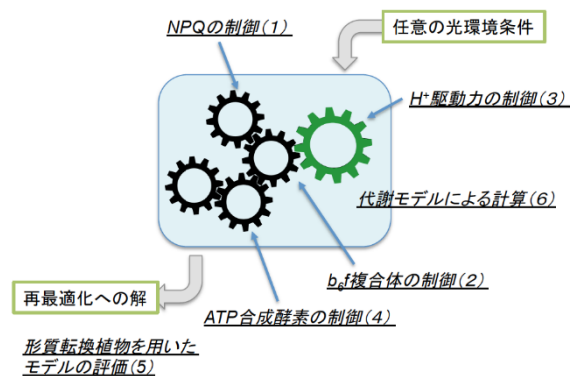 NPQの制御(1)
任意の光環境条件
H⁺駆動力の制御(3)
代謝モデルによる計算(6)
b₆f複合体の制御(2)
再最適化への解
ATP合成酵素の制御(4)
形質転換植物を用いた
モデルの評価(5)